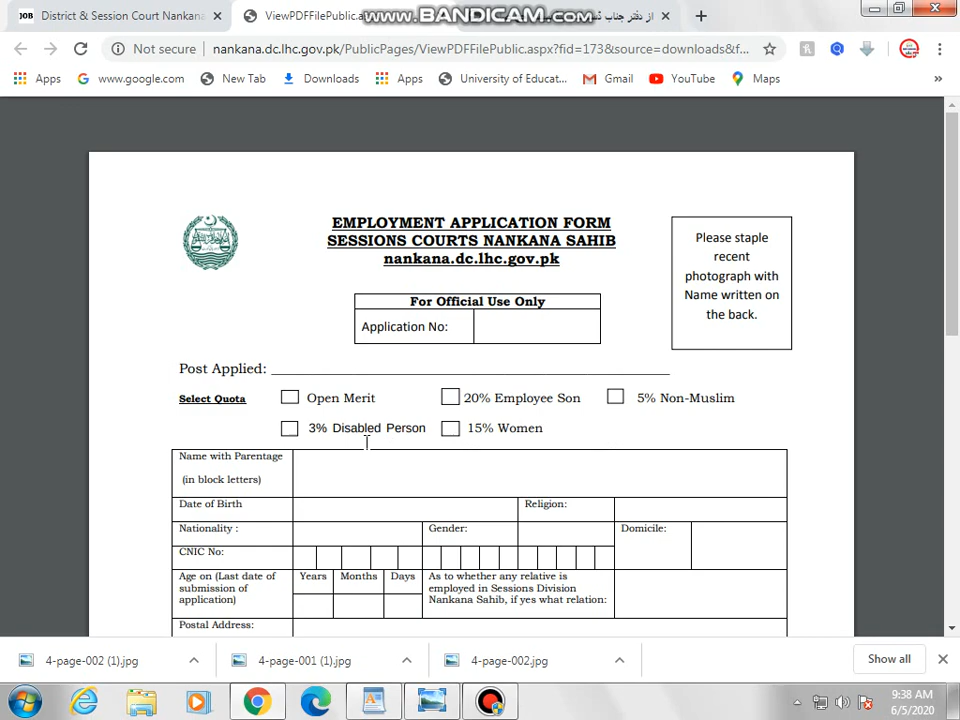 District & Session Court Nankana
ViewPDFFilePublic.a
www.BANDICAM.com
از دفتر جناب
Not secure
nankana.dc.lhc.gov.pk/PublicPages/ViewPDFFilePublic.aspx?fid=173&source=downloads&f...
Apps
www.google.com
New Tab
Downloads
Apps
University of Educat...
Gmail
YouTube
Maps
»
EMPLOYMENT APPLICATION FORM
SESSIONS COURTS NANKANA SAHIB
nankana.dc.lhc.gov.pk
Please staple
recent
photograph with
Name written on
the back.
For Official Use Only
Application No:
Post Applied: ____________________
Select Quota
Open Merit
20% Employee Son
5% Non-Muslim
3% Disabled Person
15% Women
Name with Parentage
(in block letters)
Date of Birth
Religion:
Nationality :
Gender:
Domicile:
CNIC No:
Age on (Last date of
submission of
application)
Years
Months
Days
As to whether any relative is
employed in Sessions Division
Nankana Sahib, if yes what relation:
Postal Address:
4-page-002 (1).jpg
4-page-001 (1).jpg
4-page-002.jpg
Show all
9:38 AM
6/5/2020